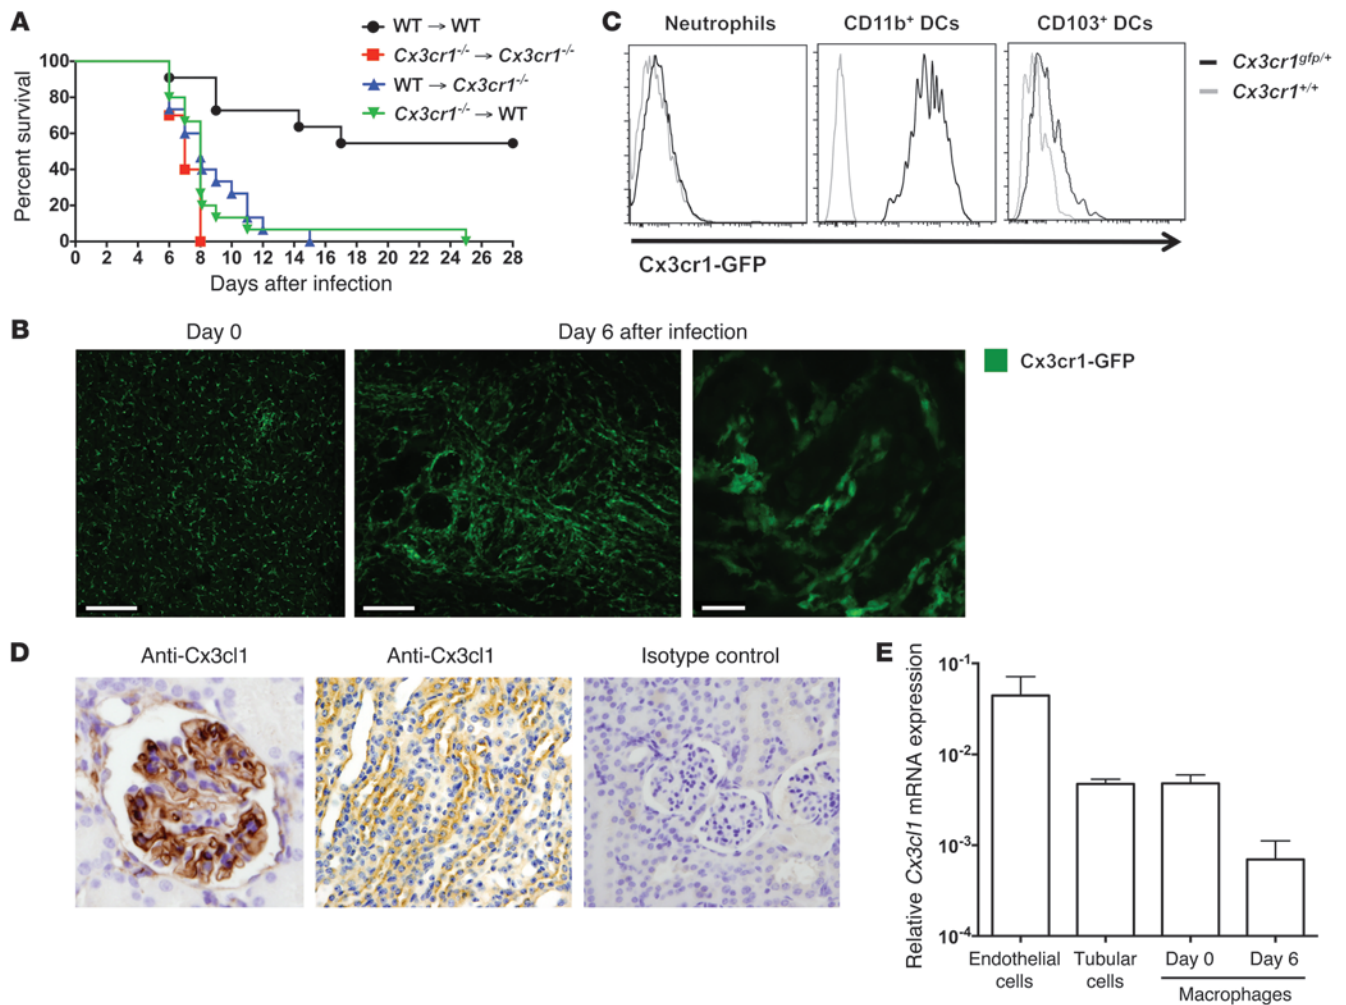 A
WT → WT
Cx3cr1-/- → Cx3cr1-/-
WT → Cx3cr1-/-
Cx3cr1-/- → WT
Percent survival
100
80
60
40
20
0
0 2 4 6 8 10 12 14 16 18 20 22 24 26 28
Days after infection
C
Neutrophils CD11b+ DCs CD103+ DCs
Cx3cr1gfp/+
Cx3cr1+/+
Cx3cr1-GFP
B
Day 0 Day 6 after infection
Cx3cr1-GFP
D
Anti-Cx3cl1 Anti-Cx3cl1 Isotype control
E
Relative Cx3cl1 mRNA expression
10-1
10-2
10-3
10-4
Endothelial cells
Tubular cells
Day 0 Day 6
Macrophages